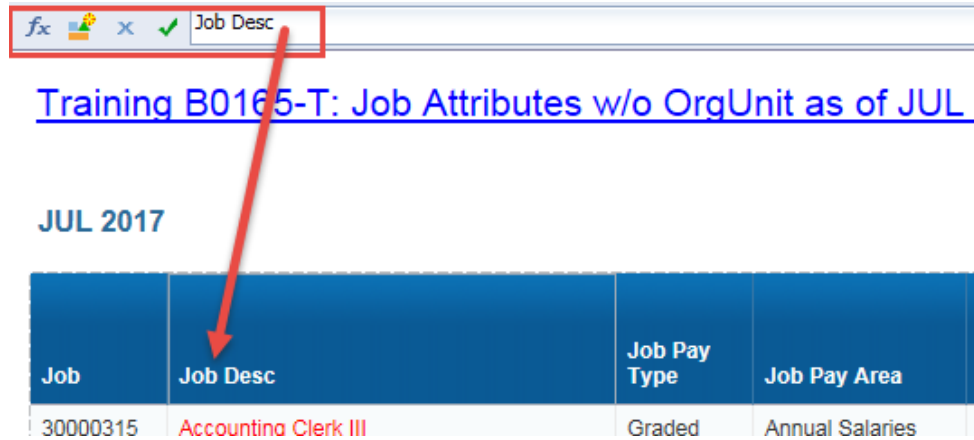 fx Job Desc
Training B0165-T: Job Attributes w/o OrgUnit as of JUL
JUL 2017
Job Job Desc Job Pay Type Job Pay Area
30000315 Accounting Clerk III Graded Annual Salaries